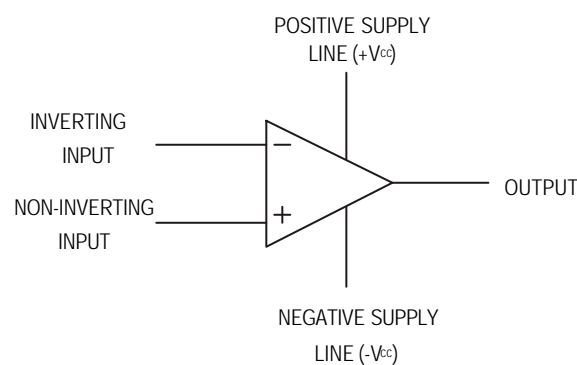 POSITIVE SUPPLY
LINE (+Vcc)
INVERTING
INPUT
−
NON-INVERTING
INPUT
+
OUTPUT
NEGATIVE SUPPLY
LINE (-Vcc)